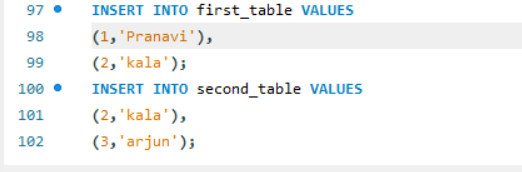 97 INSERT INTO first_table VALUES
98 (1,'Pranavi'),
99 (2,'kala');
100 INSERT INTO second_table VALUES
101 (2,'kala'),
102 (3,'arjun');